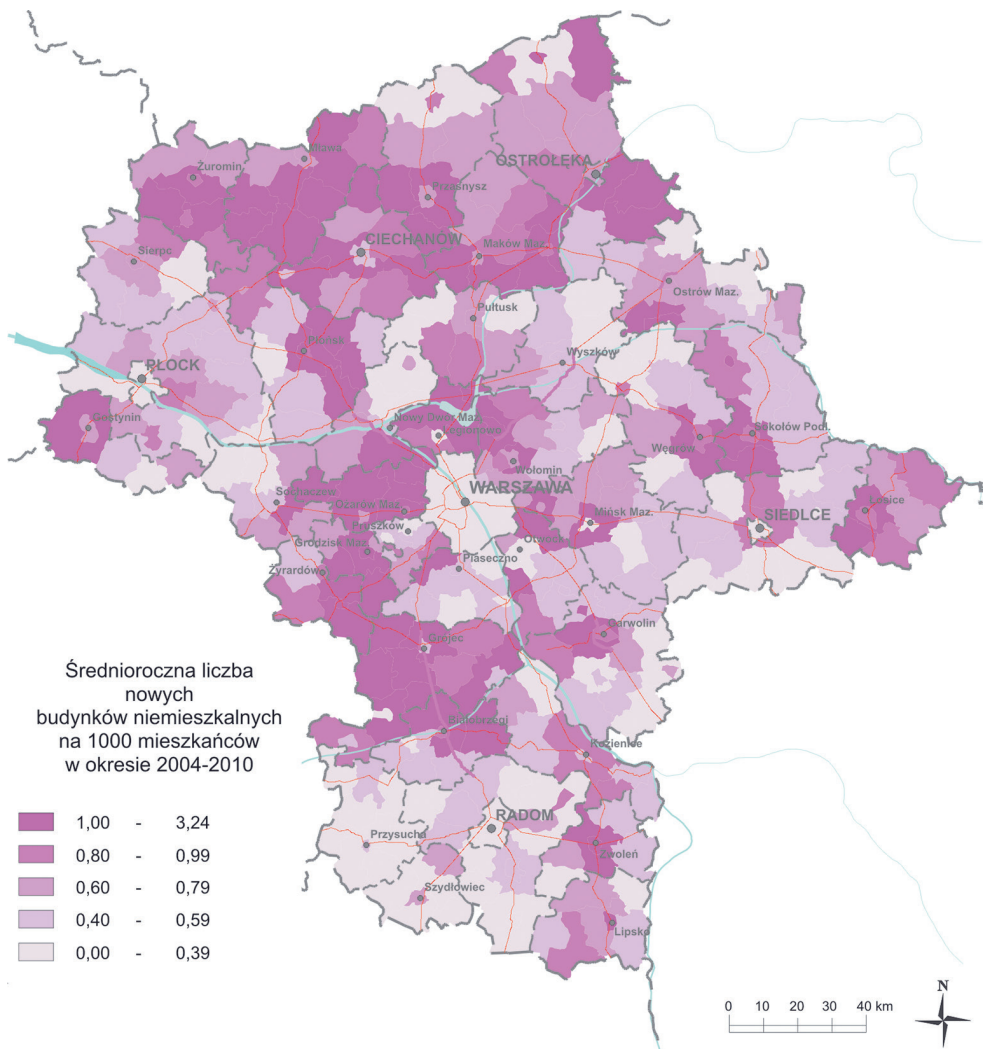 OSTROŁĘKA
Mława
Żuromin
Przasnysz
CIECHANÓW
Maków Maz.
Sierpc
Ostrów Maz.
Pułtusk
Płońsk
Wyszków
PŁOCK
Gostynin
Nowy Dwór Maz.
Legionowo
Sokołów Podl.
Węgrów
Wołomin
WARSZAWA
Sochaczew
Ożarów Maz.
Łosice
Mińsk Maz.
SIEDLCE
Pruszków
Grodzisk Maz.
Otwock
Piaseczno
Żyrardów
Garwolin
Grójec
Białobrzegi
Kozienice
RADOM
Przysucha
Zwoleń
Szydłowiec
Lipsko
Średnioroczna liczba
nowych
budynków niemieszkalnych
na 1000 mieszkańców
w okresie 2004-2010
1,00 - 3,24
0,80 - 0,99
0,60 - 0,79
0,40 - 0,59
0,00 - 0,39
N
0 10 20 30 40 km